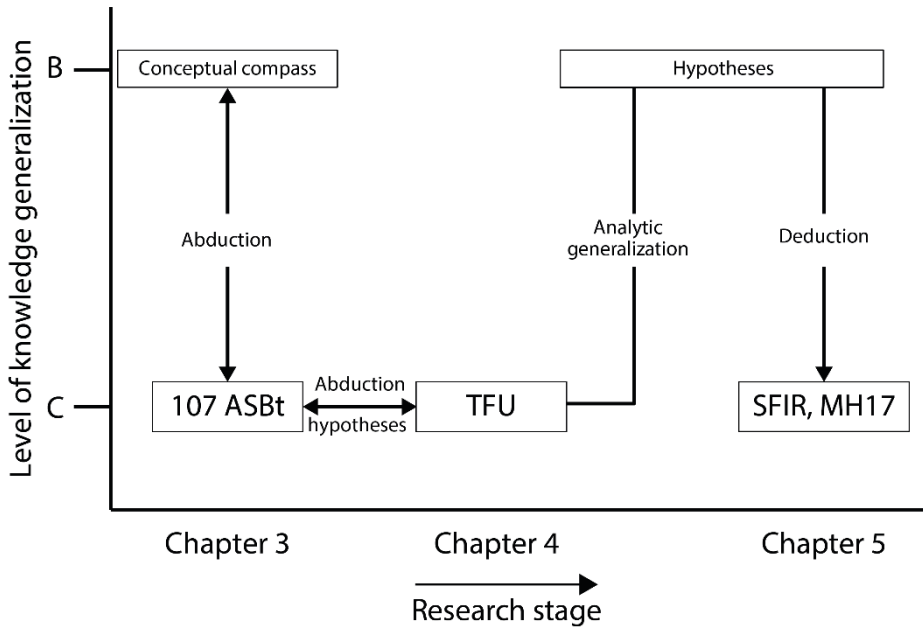 Level of knowledge generalization
B
Conceptual compass
Hypotheses
Abduction
Analytic
generalization
Deduction
C
107 ASBt
Abduction
hypotheses
TFU
SFIR, MH17
Chapter 3
Chapter 4
Chapter 5
Research stage